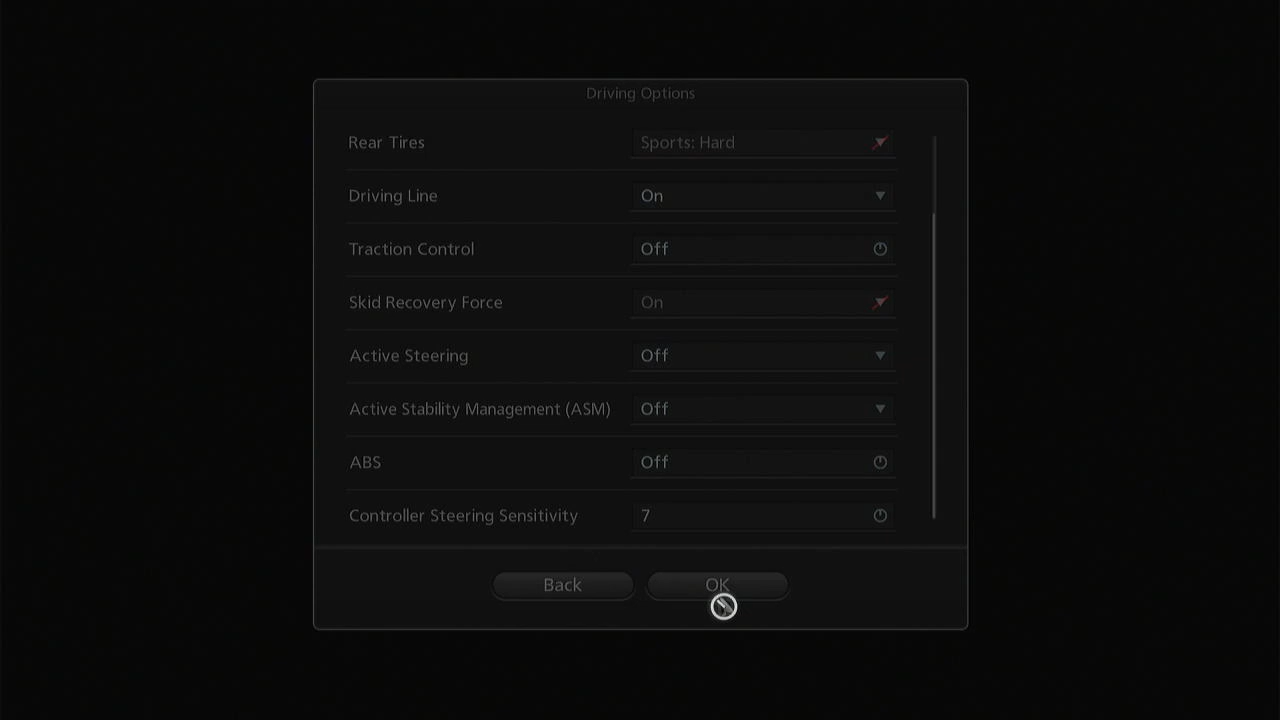 Driving Options
Rear Tires Sports: Hard
Driving Line On
Traction Control Off
Skid Recovery Force On
Active Steering Off
Active Stability Management (ASM) Off
ABS Off
Controller Steering Sensitivity 7
Back OK